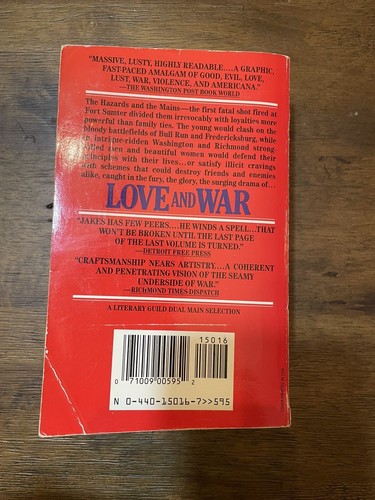 "MASSIVE, LUSTY, HIGHLY READABLE....A GRAPHIC,
FAST-PACED AMALGAM OF GOOD, EVIL, LOVE,
LUST, WAR, VIOLENCE, AND AMERICANA."
—THE WASHINGTON POST BOOK WORLD
The Hazards and the Mains—the first fatal shot fired at
Fort Sumter divided them irrevocably with loyalties more
powerful than family ties. The young would clash on the
bloody battlefields of Bull Run and Fredericksburg, while
in intrigue-ridden Washington and Richmond strong-
willed men and beautiful women would defend their
principles with their lives...or satisfy illicit cravings
with schemes that could destroy friends and enemies
alike, caught in the fury, the glory, the surging drama of...
LOVE AND WAR
"JAKES HAS FEW PEERS....HE WINDS A SPELL...THAT
WON'T BE BROKEN UNTIL THE LAST PAGE
OF THE LAST VOLUME IS TURNED."
—DETROIT FREE PRESS
"CRAFTSMANSHIP NEARS ARTISTRY....A COHERENT
AND PENETRATING VISION OF THE SEAMY
UNDERSIDE OF WAR."
—RICHMOND TIMES-DISPATCH
A LITERARY GUILD DUAL MAIN SELECTION
15016
0 71009 00595 2
N 0-440-15016-7>>595